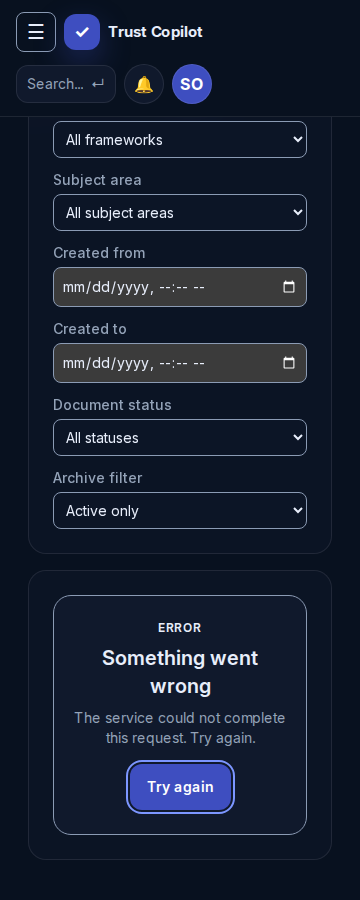 Trust Copilot
Search...
SO
All frameworks
Subject area
All subject areas
Created from
mm/dd/yyyy, --:-- --
Created to
mm/dd/yyyy, --:-- --
Document status
All statuses
Archive filter
Active only
ERROR
Something went
wrong
The service could not complete
this request. Try again.
Try again